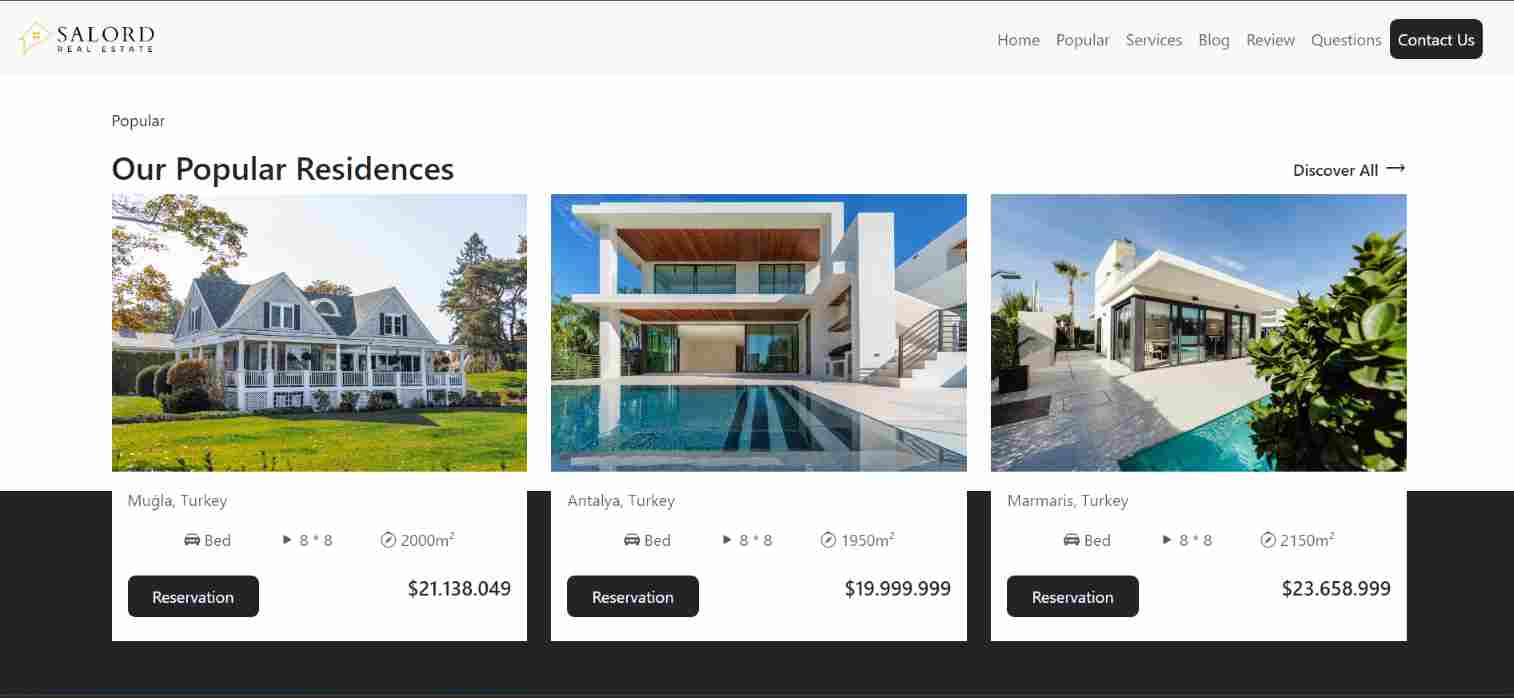 SALORD
REAL ESTATE
Home Popular Services Blog Review Questions Contact Us
Popular
Our Popular Residences
Discover All →
Muğla, Turkey
Bed 8 * 8 2000m²
Reservation $21.138.049
Antalya, Turkey
Bed 8 * 8 1950m²
Reservation $19.999.999
Marmaris, Turkey
Bed 8 * 8 2150m²
Reservation $23.658.999